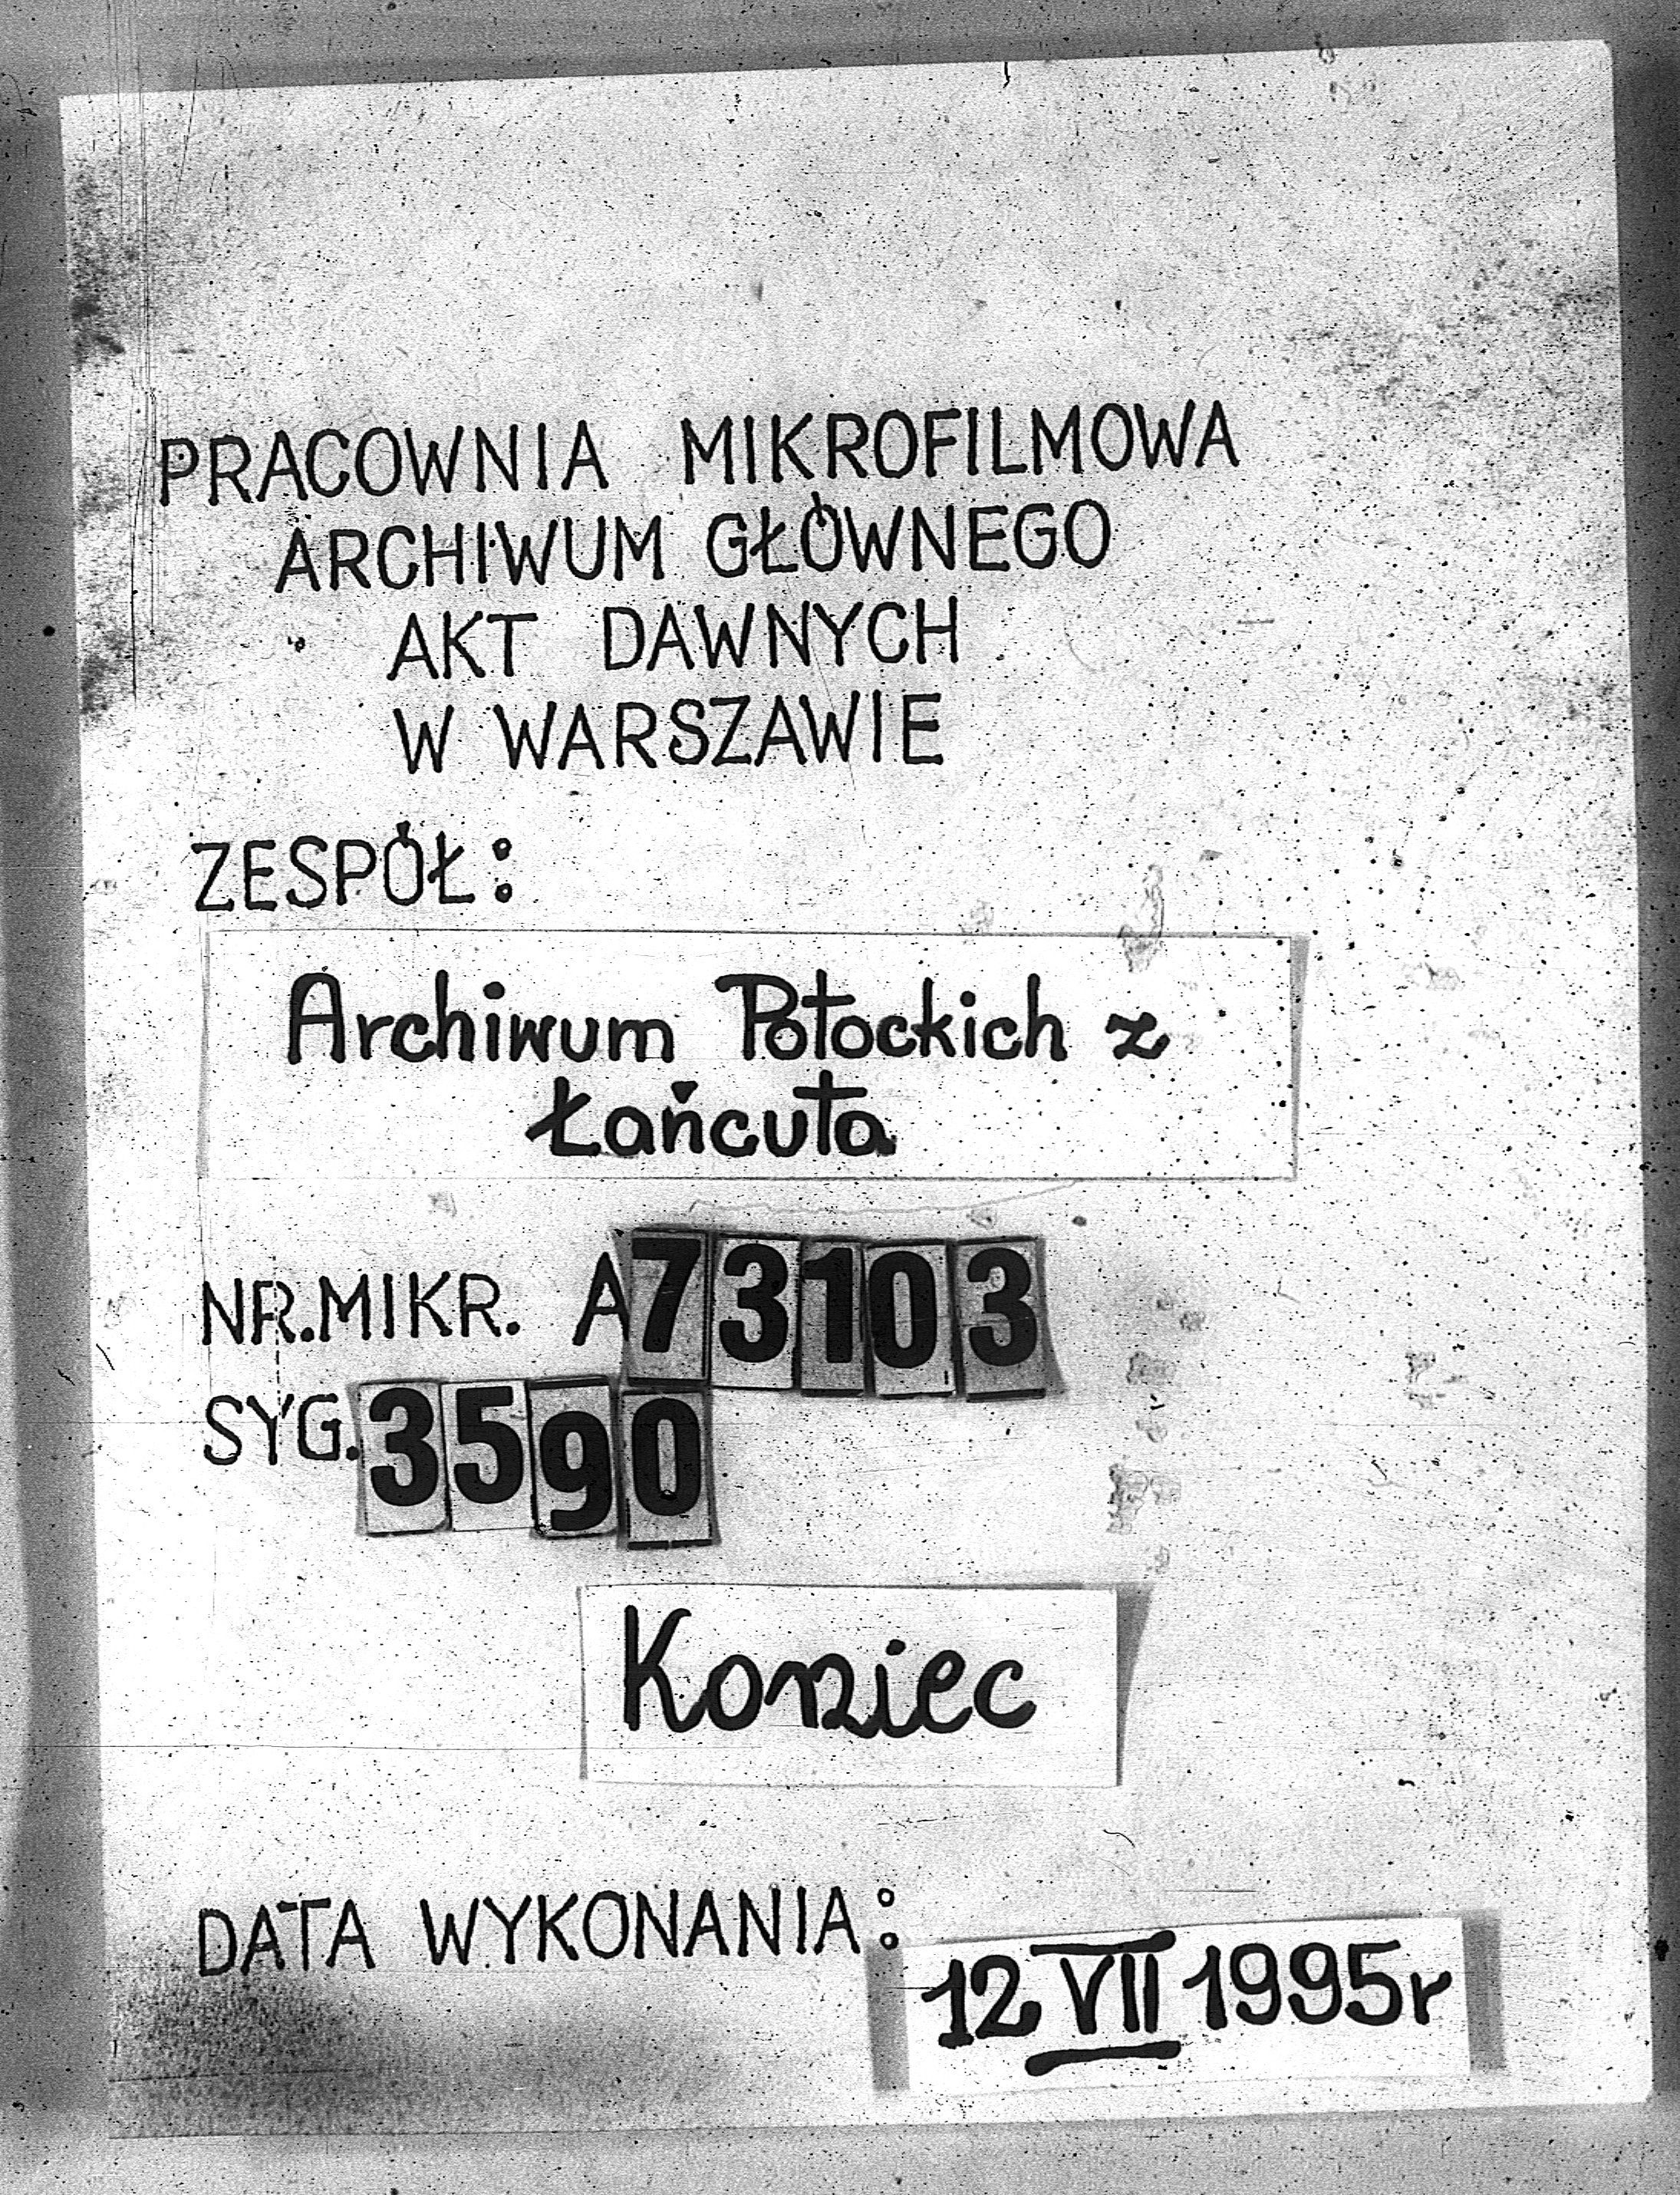 PRACOWNIA MIKROFILMOWA
ARCHIWUM GŁÓWNEGO
AKT DAWNYCH
W WARSZAWIE
ZESPÓŁ:
Archiwum Potockich z
Łańcuta
NR.MIKR. A73103
SYG.3590
Koniec
DATA WYKONANIA:
12 VII 1995r